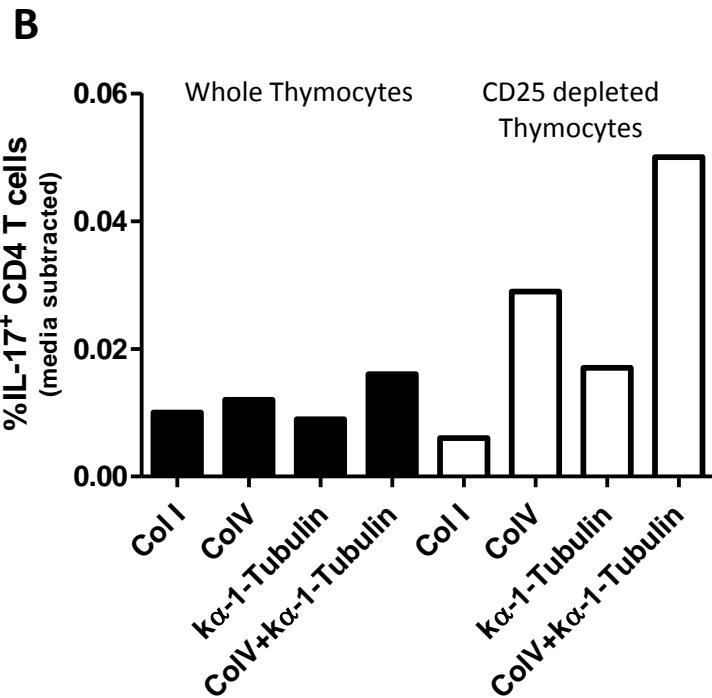 B
Whole Thymocytes
CD25 depleted
Thymocytes
%IL-17⁺ CD4 T cells
(media subtracted)
0.06
0.04
0.02
0.00
Col I
ColV
kα-1-Tubulin
ColV+kα-1-Tubulin
Col I
ColV
kα-1-Tubulin
ColV+kα-1-Tubulin